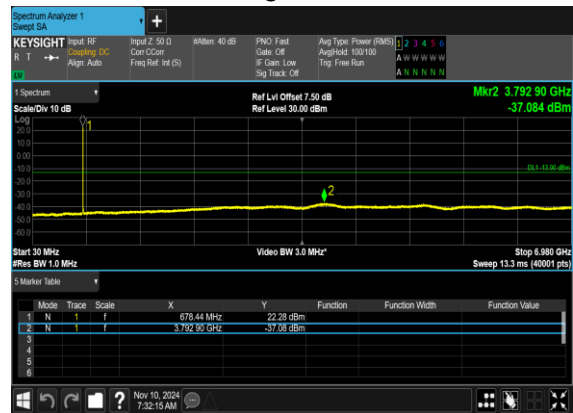 Spectrum Analyzer 1
Swept SA
+
KEYSIGHT Input: RF Input Z: 50 Ω #Atten: 40 dB PNO: Fast Avg Type: Power (RMS) 1 2 3 4 5 6
R T Coupling: DC Corr CCorr Gate: Off Avg|Hold: 100/100 A W W W W W
Align: Auto Freq Ref: Int (S) IF Gain: Low Trig: Free Run
LW Sig Track: Off A N N N N N
1 Spectrum Ref Lvl Offset 7.50 dB Mkr2 3.792 90 GHz
Scale/Div 10 dB Ref Level 30.00 dBm -37.084 dBm
Log
1
20.0
10.0
0.00
-10.0 DL1 -13.00 dBm
-20.0
-30.0 2
-40.0
-50.0
-60.0
Start 30 MHz Video BW 3.0 MHz* Stop 6.980 GHz
#Res BW 1.0 MHz Sweep 13.3 ms (40001 pts)
5 Marker Table
Mode Trace Scale X Y Function Function Width Function Value
1 N 1 f 678.44 MHz 22.28 dBm
2 N 1 f 3.792 90 GHz -37.08 dBm
3
4
5
6
? Nov 10, 2024
7:32:15 AM